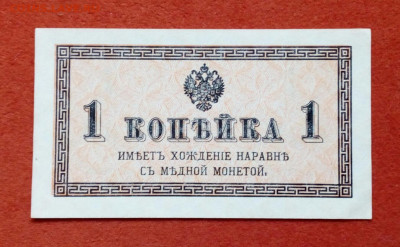 1 КОПѢЙКА 1
ИМѢЕТЪ ХОЖДЕНІЕ НАРАВНѢ
СЪ МѢДНОЙ МОНЕТОЙ.